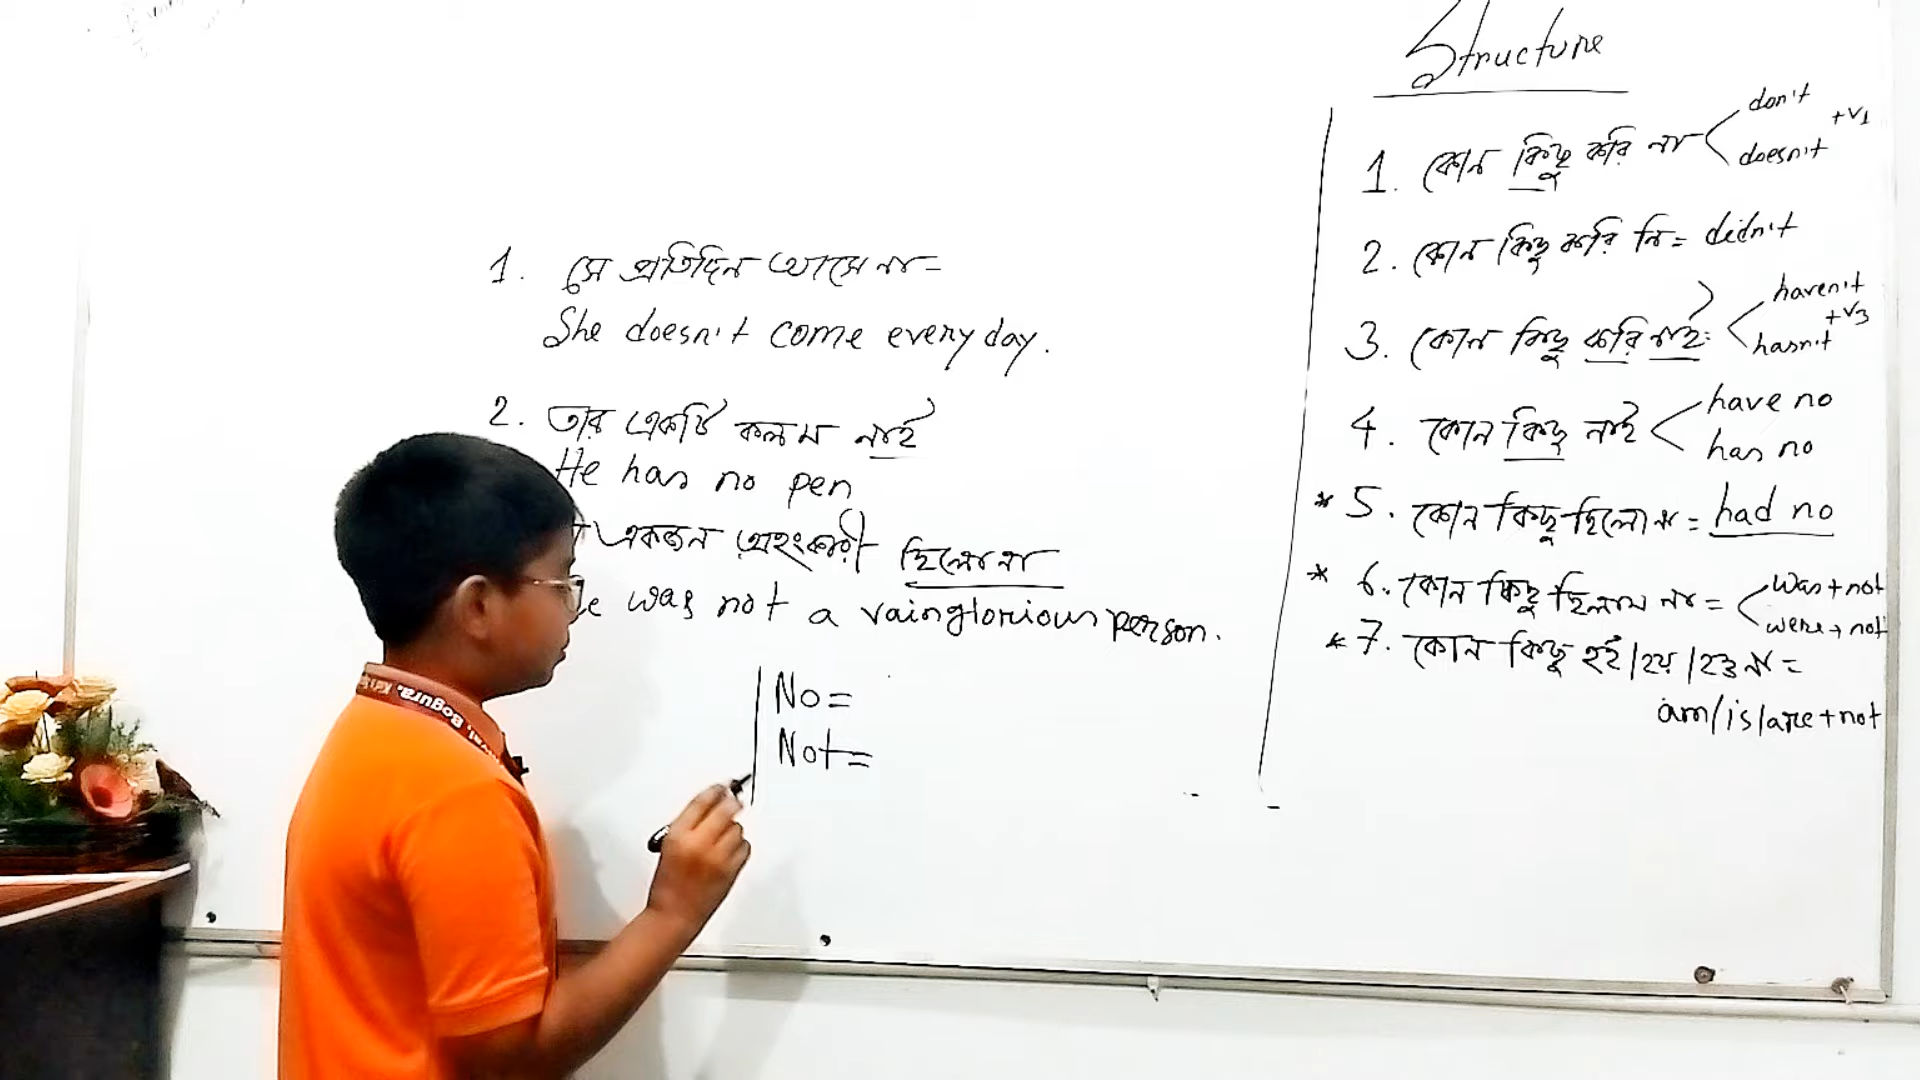 Structure
1. কোন কিছু করি না < don't doesn't +V1
2. কোন কিছু করি নি = didn't
3. কোন কিছু করি নাই: < haven't hasn't +V3
4. কোন কিছু নাই < have no has no
* 5. কোন কিছু ছিলো না = had no
* 6. কোন কিছু ছিলাম না = < was + not were + not
* 7. কোন কিছু হই/হয়/হও না =
am/is/are + not
1. সে প্রতিদিন আসে না =
She doesn't come every day.
2. তার একটি কলম নাই
He has no pen
একজন অহংকারী ছিলো না
was not a vainglorious person.
No =
Not =
Bogura.